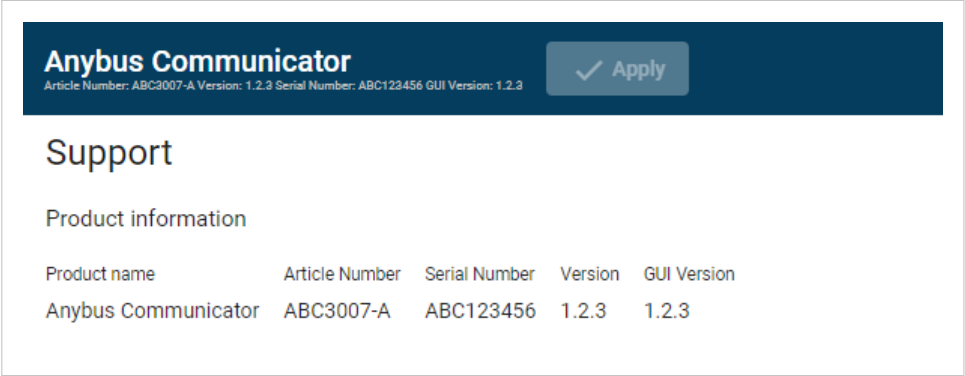 Anybus Communicator
Article Number: ABC3007-A Version: 1.2.3 Serial Number: ABC123456 GUI Version: 1.2.3
Apply
Support
Product information
Product name Article Number Serial Number Version GUI Version
Anybus Communicator ABC3007-A ABC123456 1.2.3 1.2.3